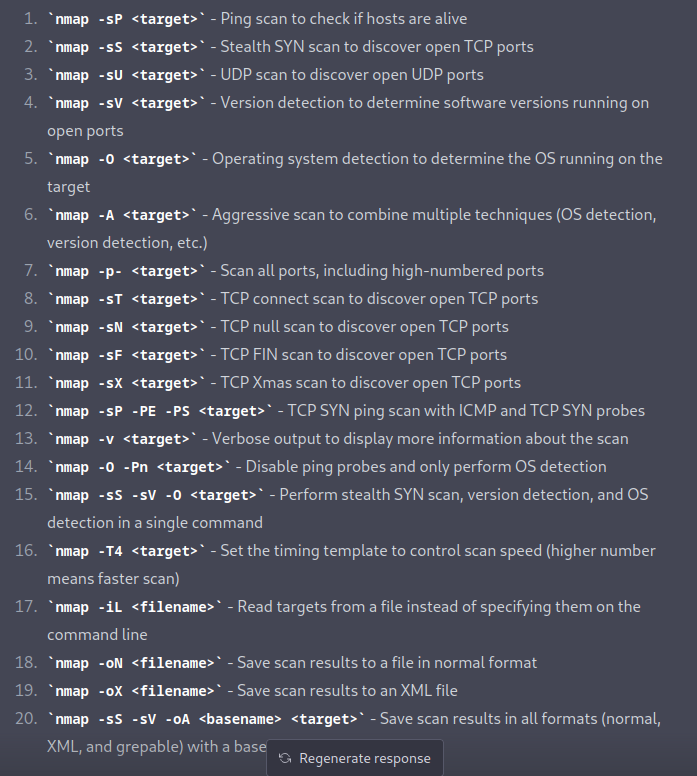 1. `nmap -sP <target>` - Ping scan to check if hosts are alive
2. `nmap -sS <target>` - Stealth SYN scan to discover open TCP ports
3. `nmap -sU <target>` - UDP scan to discover open UDP ports
4. `nmap -sV <target>` - Version detection to determine software versions running on
open ports
5. `nmap -O <target>` - Operating system detection to determine the OS running on the
target
6. `nmap -A <target>` - Aggressive scan to combine multiple techniques (OS detection,
version detection, etc.)
7. `nmap -p- <target>` - Scan all ports, including high-numbered ports
8. `nmap -sT <target>` - TCP connect scan to discover open TCP ports
9. `nmap -sN <target>` - TCP null scan to discover open TCP ports
10. `nmap -sF <target>` - TCP FIN scan to discover open TCP ports
11. `nmap -sX <target>` - TCP Xmas scan to discover open TCP ports
12. `nmap -sP -PE -PS <target>` - TCP SYN ping scan with ICMP and TCP SYN probes
13. `nmap -v <target>` - Verbose output to display more information about the scan
14. `nmap -O -Pn <target>` - Disable ping probes and only perform OS detection
15. `nmap -sS -sV -O <target>` - Perform stealth SYN scan, version detection, and OS
detection in a single command
16. `nmap -T4 <target>` - Set the timing template to control scan speed (higher number
means faster scan)
17. `nmap -iL <filename>` - Read targets from a file instead of specifying them on the
command line
18. `nmap -oN <filename>` - Save scan results to a file in normal format
19. `nmap -oX <filename>` - Save scan results to an XML file
20. `nmap -sS -sV -oA <basename> <target>` - Save scan results in all formats (normal,
XML, and grepable) with a base
Regenerate response